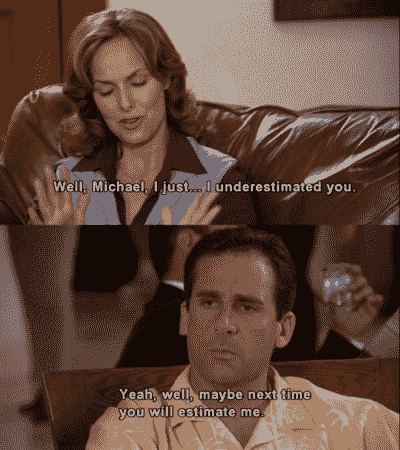 Well, Michael, I just... I underestimated you.
Yeah, well, maybe next time
you will estimate me.